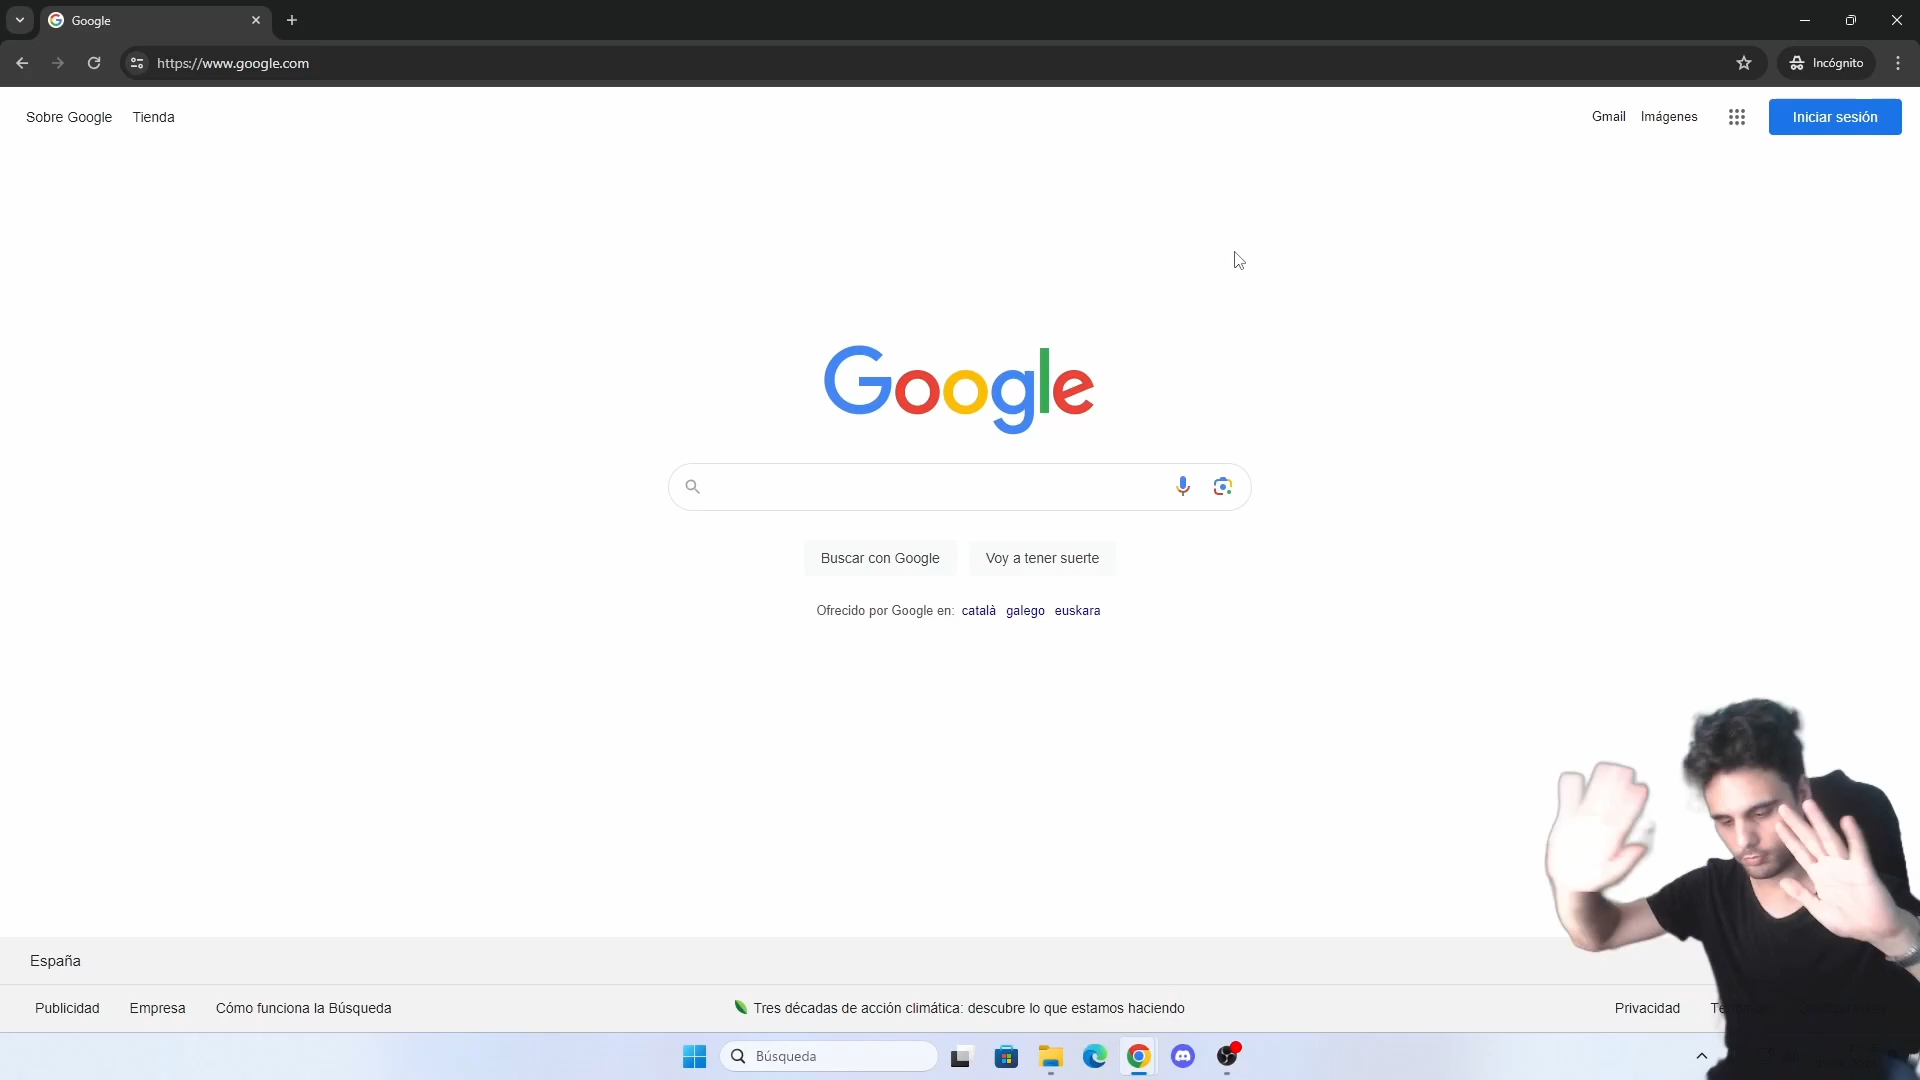 Google
https://www.google.com
Incógnito
Sobre Google Tienda
Gmail Imágenes Iniciar sesión
Google
Buscar con Google Voy a tener suerte
Ofrecido por Google en: català galego euskara
España
Publicidad Empresa Cómo funciona la Búsqueda Tres décadas de acción climática: descubre lo que estamos haciendo Privacidad
Búsqueda